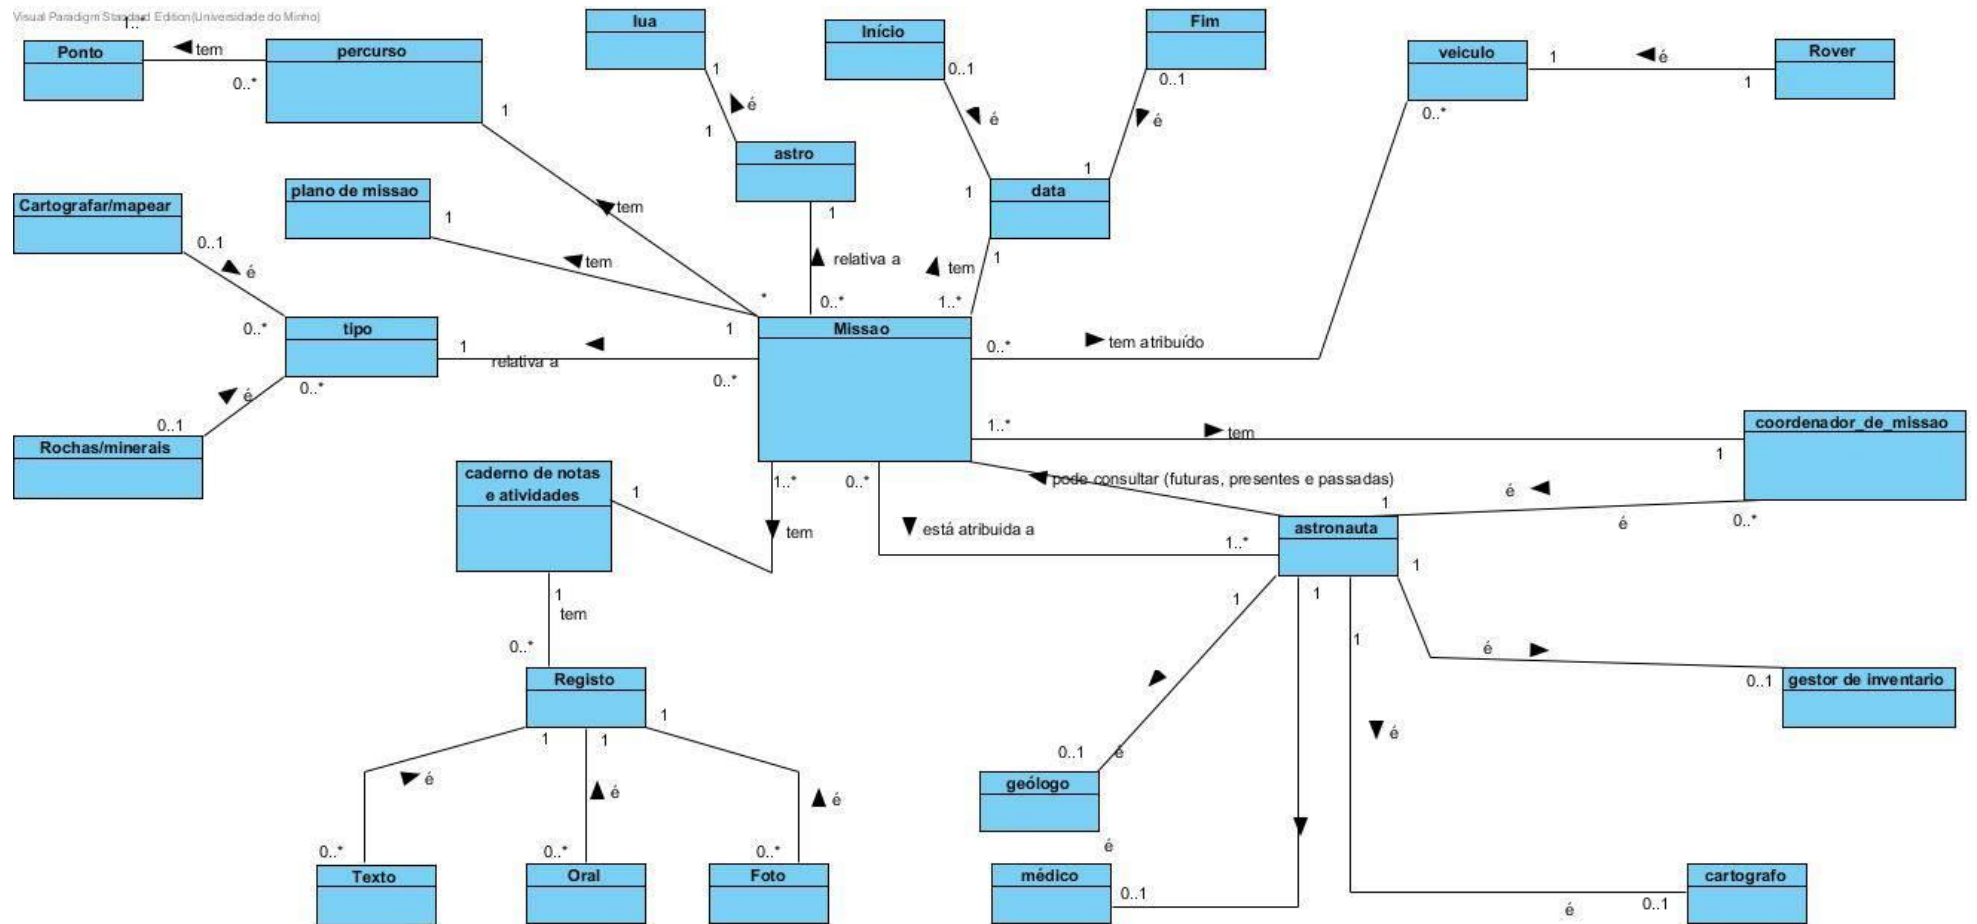 Visual Paradigm Standard Edition(Universidade do Minho)
1..*
Ponto
tem
percurso
0..*
1
lua
1
é
1
astro
1
relativa a
0..*
Início
0..1
é
1
Fim
0..1
é
1
data
1
tem
1..*
veiculo
1
é
1
Rover
0..*
Cartografar/mapear
0..1
é
0..*
plano de missao
1
tem
tem
*
1
tipo
1
relativa a
0..*
0..*
é
0..1
Rochas/minerais
Missao
0..*
tem atribuído
1..*
tem
1
coordenador_de_missao
caderno de notas
e atividades
1
1..*
tem
0..*
está atribuida a
1..*
pode consultar (futuras, presentes e passadas)
1
é
é
0..*
astronauta
1
1
1
1
é
0..1
gestor de inventario
é
1
tem
0..*
Registo
1
1
1
é
é
é
0..*
Texto
0..*
Oral
0..*
Foto
0..1
é
geólogo
é
médico
0..1
é
0..1
cartografo